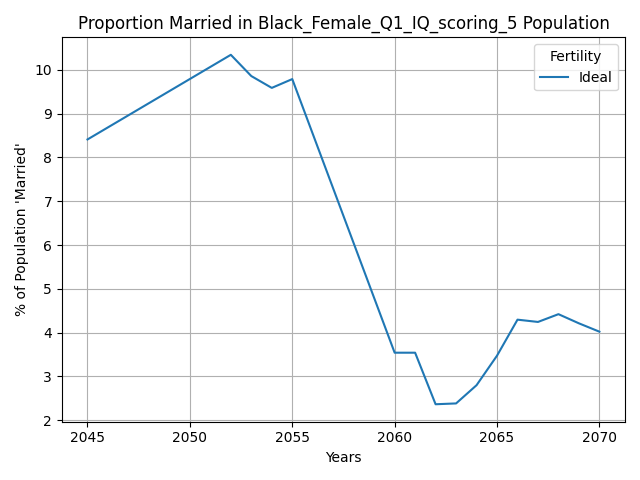 Proportion Married in Black_Female_Q1_IQ_scoring_5 Population
Fertility
Ideal
% of Population 'Married'
10
9
8
7
6
5
4
3
2
2045 2050 2055 2060 2065 2070
Years